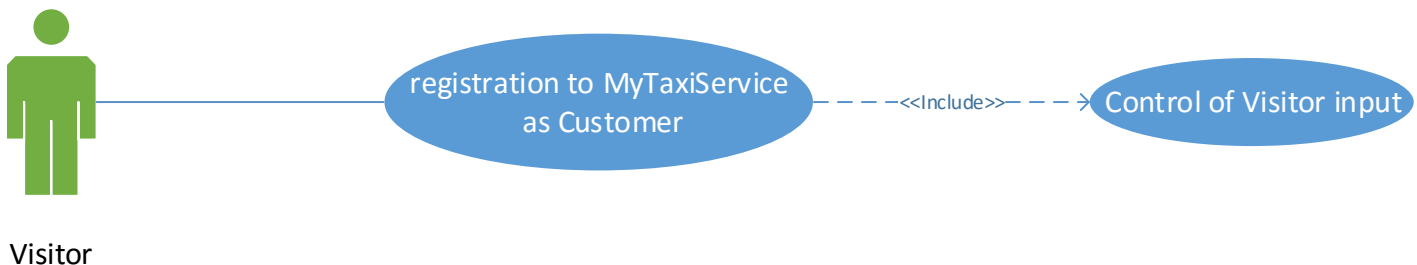 registration to MyTaxiService
as Customer
<<Include>>
Control of Visitor input
Visitor